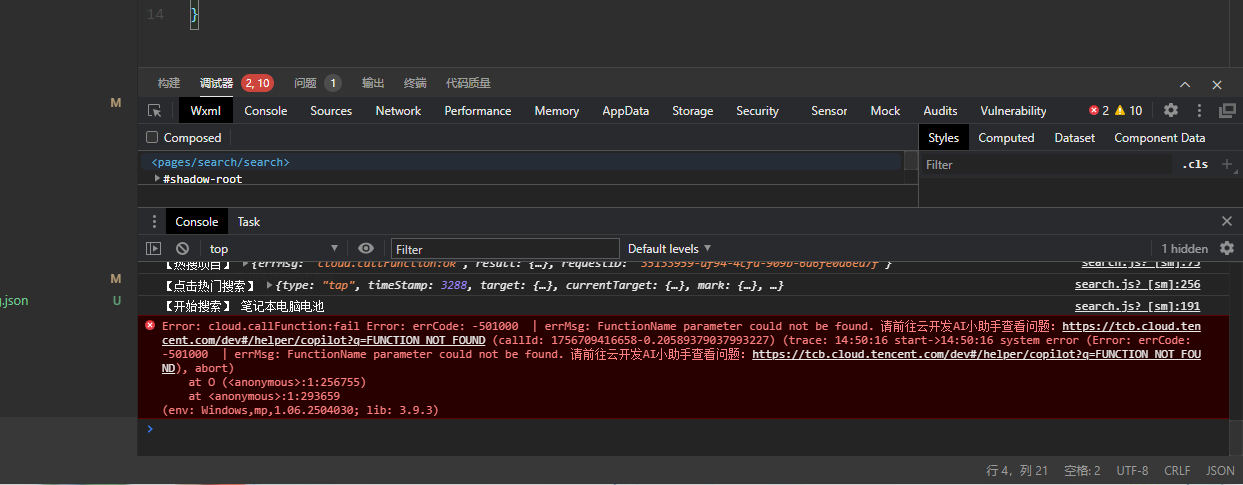 14 }
构建 调试器 2, 10 问题 1 输出 终端 代码质量
M
Wxml Console Sources Network Performance Memory AppData Storage Security Sensor Mock Audits Vulnerability 2 10
Composed
Styles Computed Dataset Component Data
<pages/search/search>
Filter .cls
#shadow-root
Console Task
top Filter Default levels 1 hidden
【热搜项目】 {errMsg: "cloud.callFunction:ok", result: {…}, requestID: "35133959-df94-4cfd-909b-6d6fe0d6ed7f"} search.js? [sm]:75
M
【点击热门搜索】 {type: "tap", timeStamp: 3288, target: {…}, currentTarget: {…}, mark: {…}, …} search.js? [sm]:256
.json U
【开始搜索】 笔记本电脑电池 search.js? [sm]:191
Error: cloud.callFunction:fail Error: errCode: -501000 | errMsg: FunctionName parameter could not be found. 请前往云开发AI小助手查看问题: https://tcb.cloud.ten
cent.com/dev#/helper/copilot?q=FUNCTION_NOT_FOUND (callId: 1756709416658-0.20589379037993227) (trace: 14:50:16 start->14:50:16 system error (Error: errCode:
-501000 | errMsg: FunctionName parameter could not be found. 请前往云开发AI小助手查看问题: https://tcb.cloud.tencent.com/dev#/helper/copilot?q=FUNCTION_NOT_FOU
ND), abort)
at O (<anonymous>:1:256755)
at <anonymous>:1:293659
(env: Windows,mp,1.06.2504030; lib: 3.9.3)
行 4，列 21 空格: 2 UTF-8 CRLF JSON